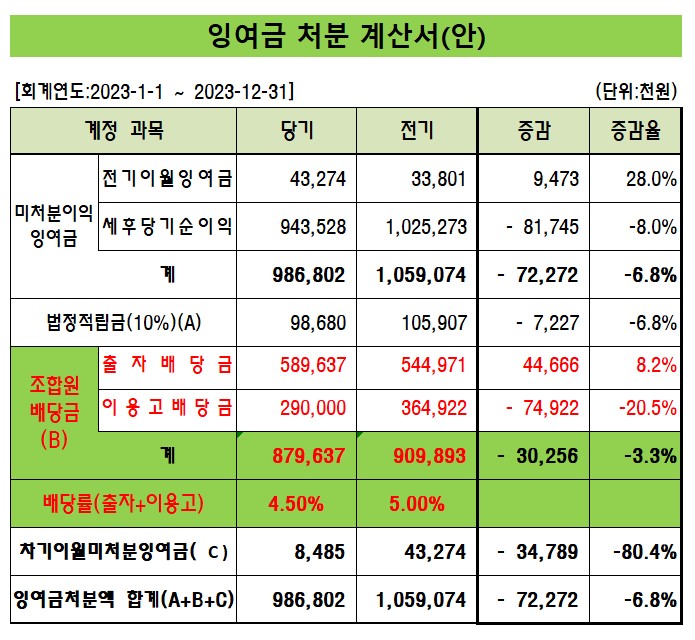 잉여금 처분 계산서(안)
[회계연도:2023-1-1 ~ 2023-12-31] (단위:천원)
계정 과목 당기 전기 증감 증감율
미처분이익잉여금 전기이월잉여금 43,274 33,801 9,473 28.0%
세후당기순이익 943,528 1,025,273 - 81,745 -8.0%
계 986,802 1,059,074 - 72,272 -6.8%
법정적립금(10%)(A) 98,680 105,907 - 7,227 -6.8%
조합원배당금(B) 출자배당금 589,637 544,971 44,666 8.2%
이용고배당금 290,000 364,922 - 74,922 -20.5%
계 879,637 909,893 - 30,256 -3.3%
배당률(출자+이용고) 4.50% 5.00%
차기이월미처분잉여금( C) 8,485 43,274 - 34,789 -80.4%
잉여금처분액 합계(A+B+C) 986,802 1,059,074 - 72,272 -6.8%